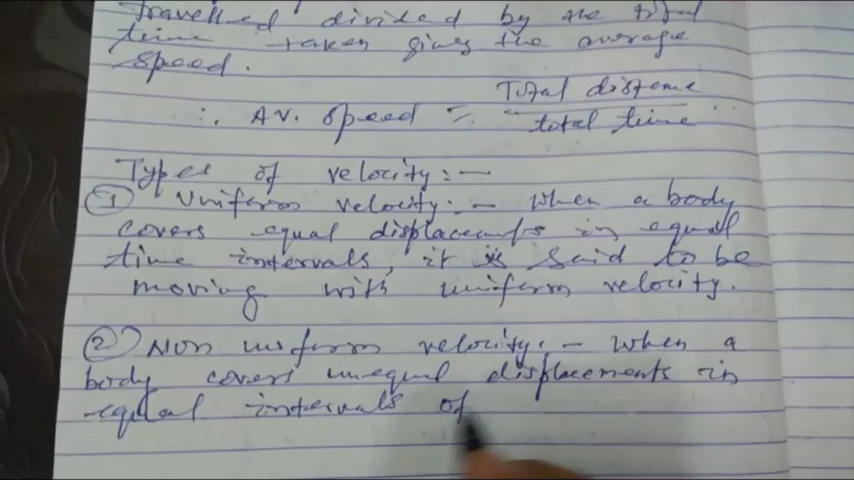 travelled divided by the total
time taken gives the average
speed.
Total distance
∴ Av. speed = 
total time
Types of velocity:-
① Uniform velocity:- When a body
covers equal displacements in equal
time intervals, it is said to be
moving with uniform velocity.
② Non uniform velocity:- When a
body covers unequal displacements in
equal intervals of